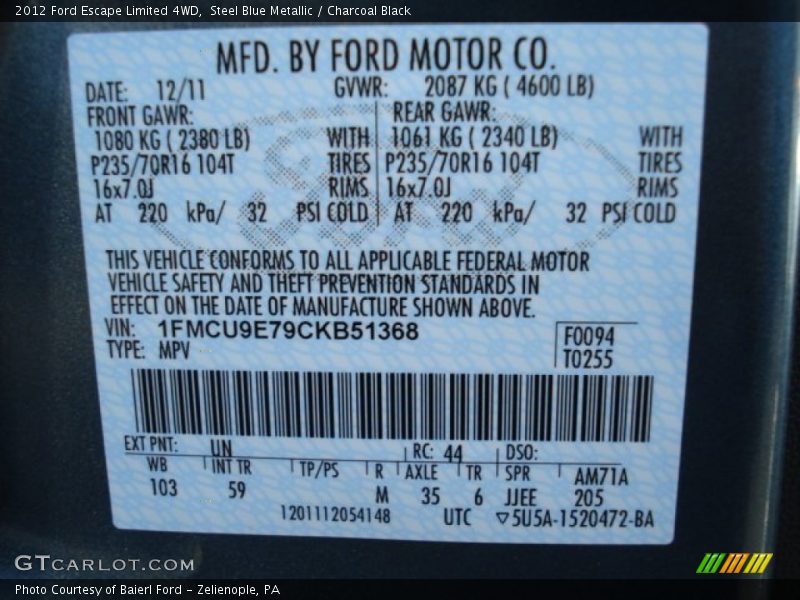 2012 Ford Escape Limited 4WD, Steel Blue Metallic / Charcoal Black
MFD. BY FORD MOTOR CO.
DATE: 12/11 GVWR: 2087 KG ( 4600 LB)
FRONT GAWR: REAR GAWR:
1080 KG ( 2380 LB) WITH 1061 KG ( 2340 LB) WITH
P235/70R16 104T TIRES P235/70R16 104T TIRES
16x7.0J RIMS 16x7.0J RIMS
AT 220 kPa/ 32 PSI COLD AT 220 kPa/ 32 PSI COLD
THIS VEHICLE CONFORMS TO ALL APPLICABLE FEDERAL MOTOR
VEHICLE SAFETY AND THEFT PREVENTION STANDARDS IN
EFFECT ON THE DATE OF MANUFACTURE SHOWN ABOVE.
VIN: 1FMCU9E79CKB51368 F0094
TYPE: MPV T0255
EXT PNT: UN RC: 44 DSO:
WB INT TR TP/PS R AXLE TR SPR AM71A
103 59 M 35 6 JJEE 205
1201112054148 UTC ▽5U5A-1520472-BA
GTCARLOT.COM
Photo Courtesy of Baierl Ford - Zelienople, PA